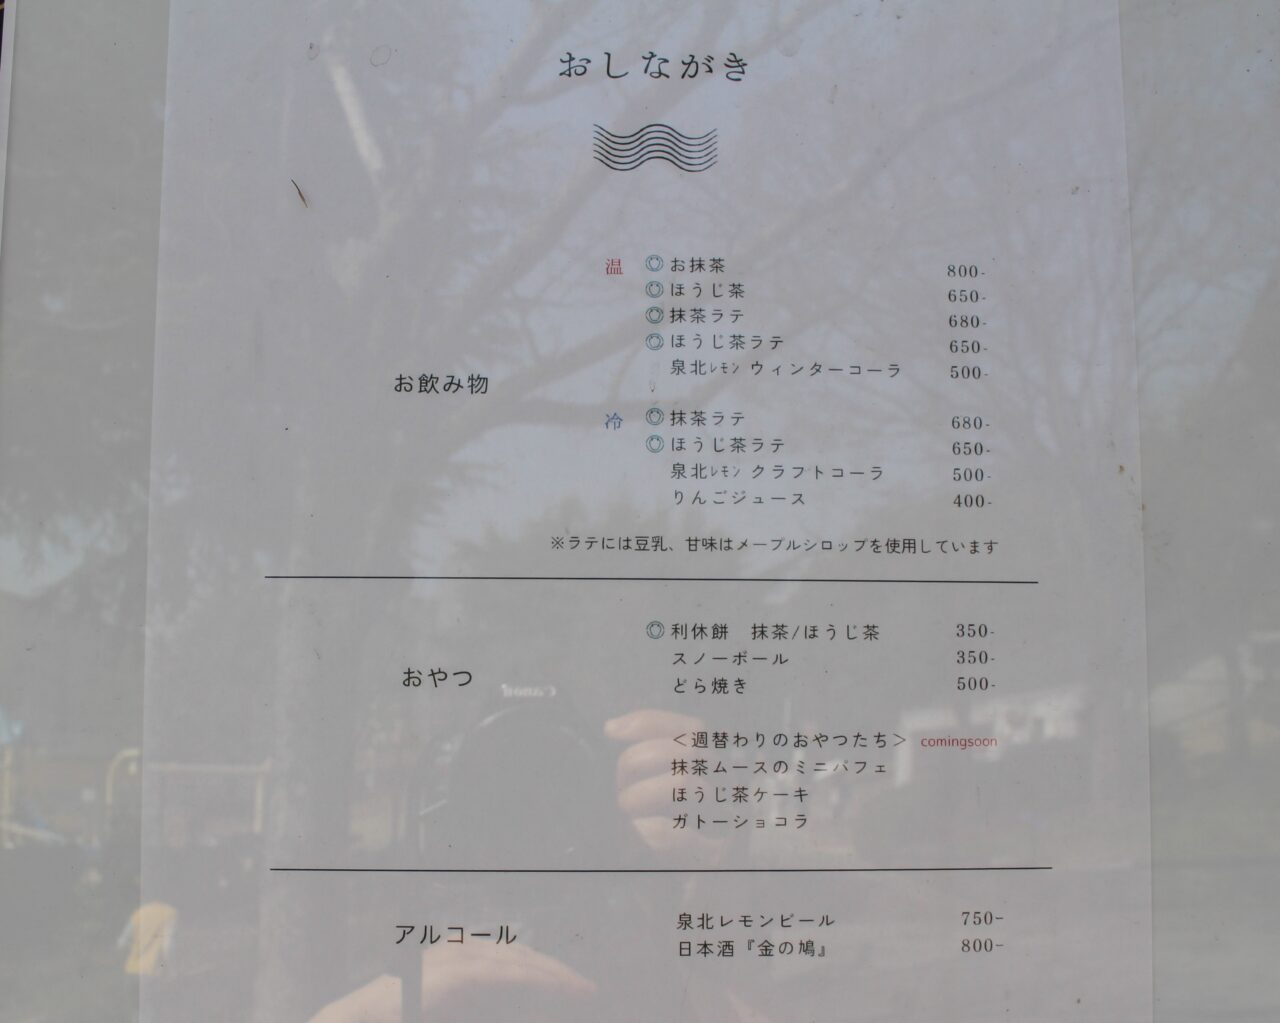 おしながき
温
お抹茶 800-
ほうじ茶 650-
抹茶ラテ 680-
ほうじ茶ラテ 650-
泉北レモン ウィンターコーラ 500-
お飲み物
冷
抹茶ラテ 680-
ほうじ茶ラテ 650-
泉北レモン クラフトコーラ 500-
りんごジュース 400-
※ラテには豆乳、甘味はメープルシロップを使用しています
おやつ
利休餅 抹茶/ほうじ茶 350-
スノーボール 350-
どら焼き 500-
＜週替わりのおやつたち＞ comingsoon
抹茶ムースのミニパフェ
ほうじ茶ケーキ
ガトーショコラ
アルコール
泉北レモンビール 750-
日本酒『金の鳩』 800-
Canon